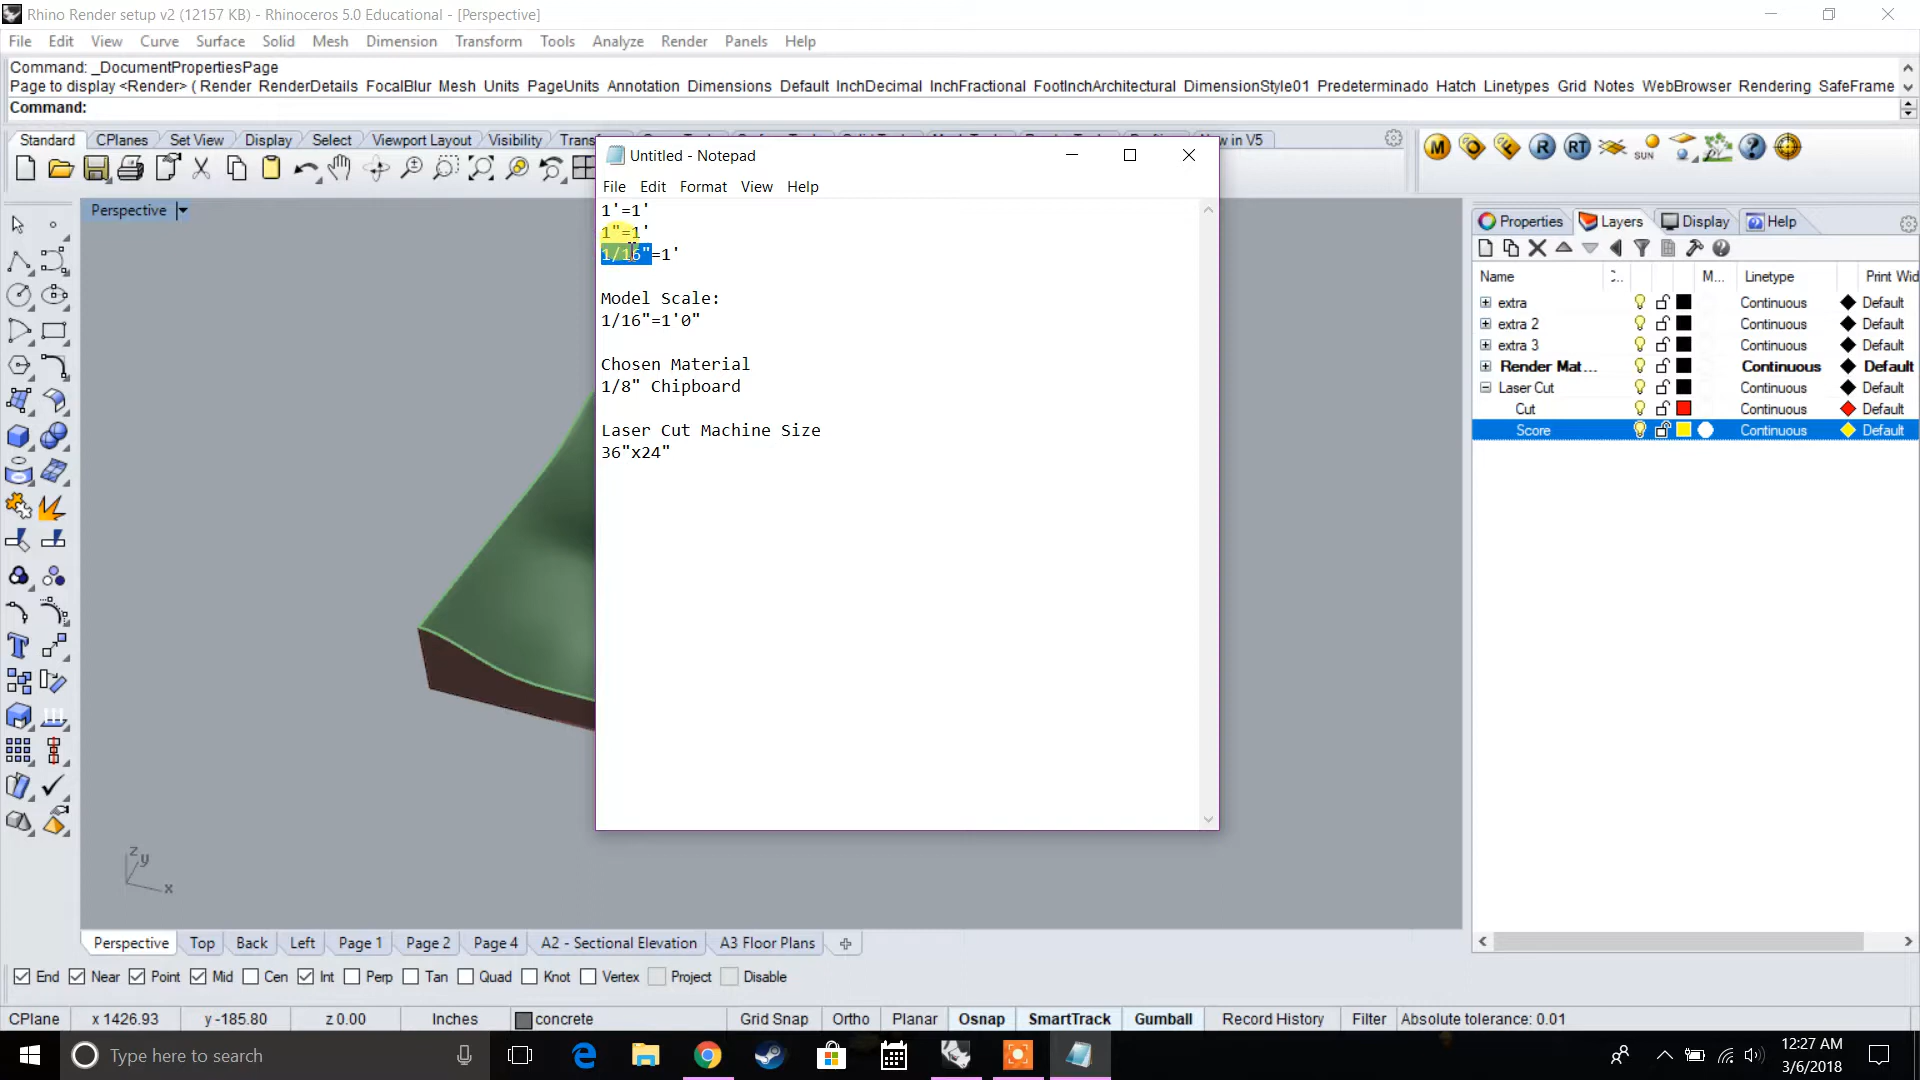 Rhino Render setup v2 (12157 KB) - Rhinoceros 5.0 Educational - [Perspective]
File Edit View Curve Surface Solid Mesh Dimension Transform Tools Analyze Render Panels Help
Command: _DocumentPropertiesPage
Page to display <Render> ( Render RenderDetails FocalBlur Mesh Units PageUnits Annotation Dimensions Default InchDecimal InchFractional FootInchArchitectural DimensionStyle01 Predeterminado Hatch Linetypes Grid Notes WebBrowser Rendering SafeFrame
Command:
Standard CPlanes Set View Display Select Viewport Layout Visibility w in V5
Perspective
Untitled - Notepad
File Edit Format View Help
1'=1'
1"=1'
1/16"=1'
Model Scale:
1/16"=1'0"
Chosen Material
1/8" Chipboard
Laser Cut Machine Size
36"x24"
Properties Layers Display Help
Name M... Linetype Print Wid
extra Continuous Default
extra 2 Continuous Default
extra 3 Continuous Default
Render Mat... Continuous Default
Laser Cut Continuous Default
Cut Continuous Default
Score Continuous Default
z y x
Perspective Top Back Left Page 1 Page 2 Page 4 A2 - Sectional Elevation A3 Floor Plans
End Near Point Mid Cen Int Perp Tan Quad Knot Vertex Project Disable
CPlane x 1426.93 y -185.80 z 0.00 Inches concrete Grid Snap Ortho Planar Osnap SmartTrack Gumball Record History Filter Absolute tolerance: 0.01
Type here to search
12:27 AM
3/6/2018